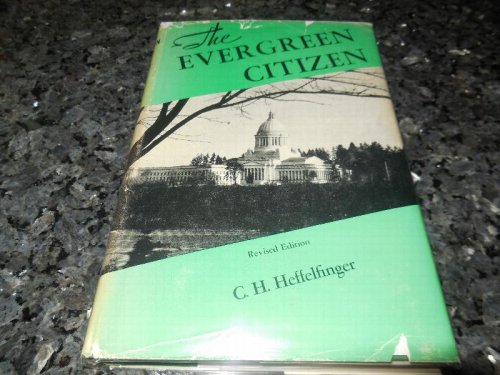 The
EVERGREEN
CITIZEN
Revised Edition
C. H. Heffelfinger